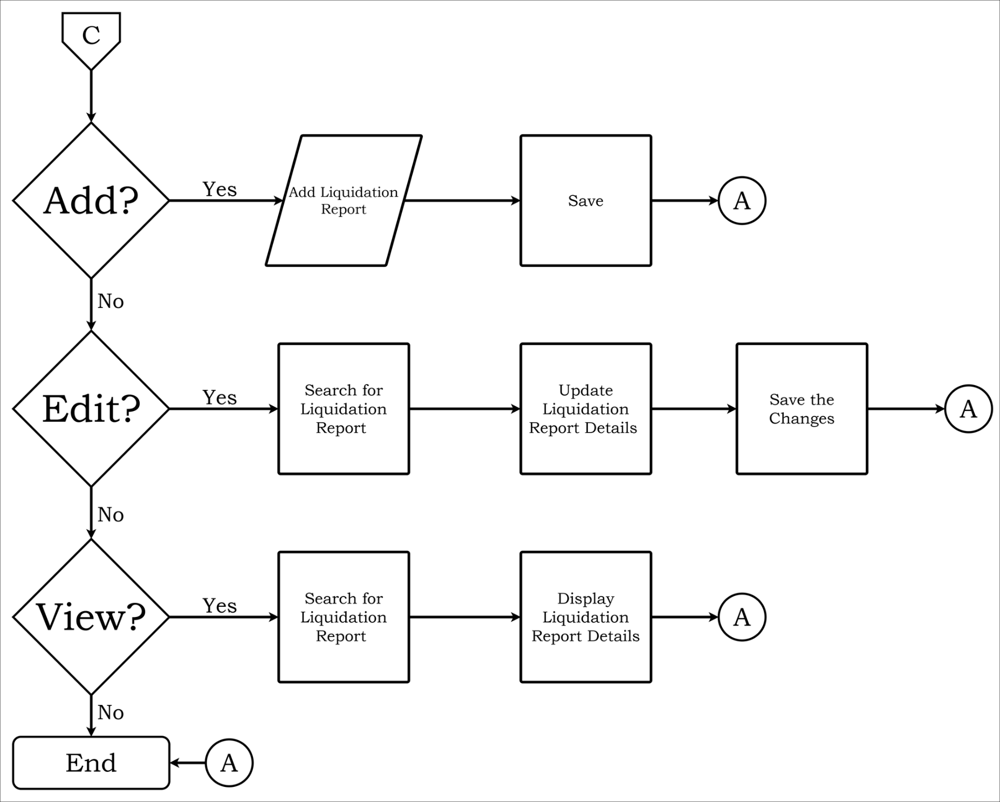 C
Add?
Yes
Add Liquidation
Report
Save
A
No
Edit?
Yes
Search for
Liquidation
Report
Update
Liquidation
Report Details
Save the
Changes
A
No
View?
Yes
Search for
Liquidation
Report
Display
Liquidation
Report Details
A
No
End
A